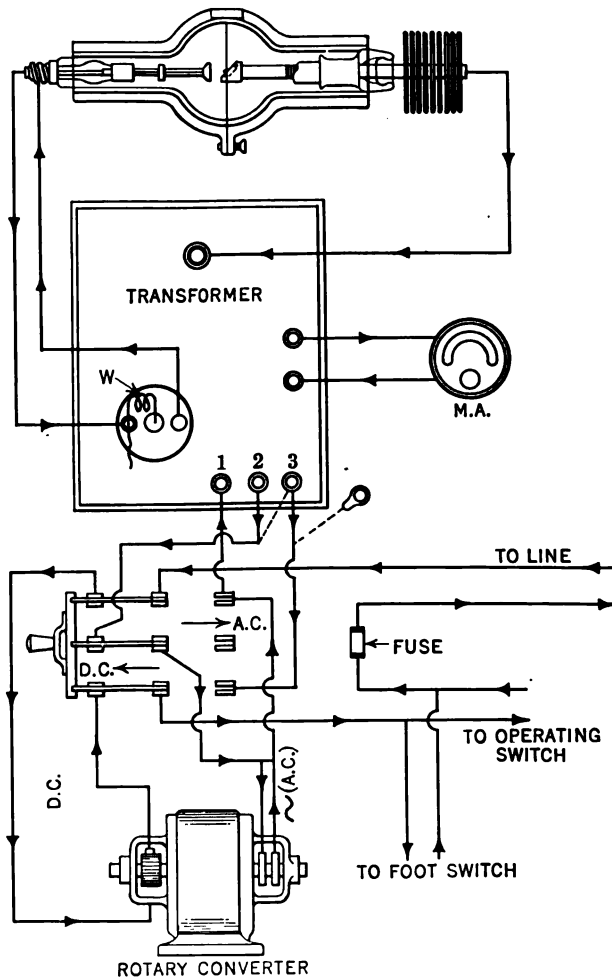 TRANSFORMER
W
M.A.
1 2 3
TO LINE
A.C.
FUSE
D.C.
TO OPERATING
SWITCH
D.C.
~(A.C.)
TO FOOT SWITCH
ROTARY CONVERTER